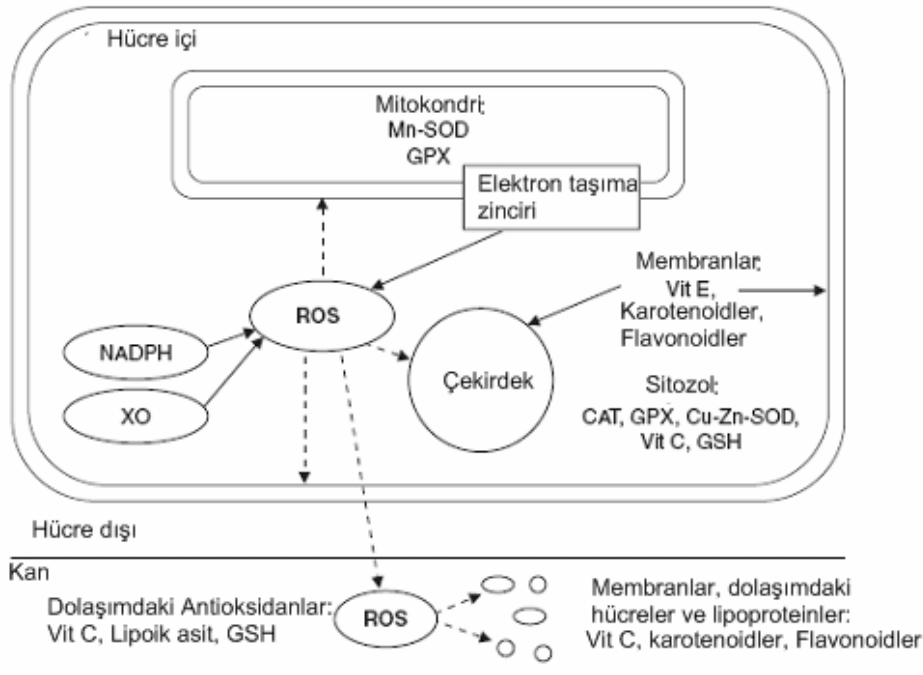 Hücre içi
Mitokondri;
Mn-SOD
GPX
Elektron taşıma
zinciri
Membranlar;
Vit E,
Karotenoidler,
Flavonoidler
ROS
NADPH
XO
Çekirdek
Sitozol;
CAT, GPX, Cu-Zn-SOD,
Vit C, GSH
Hücre dışı
Kan
Dolaşımdaki Antioksidanlar:
Vit C, Lipoik asit, GSH
ROS
Membranlar, dolaşımdaki
hücreler ve lipoproteinler:
Vit C, karotenoidler, Flavonoidler